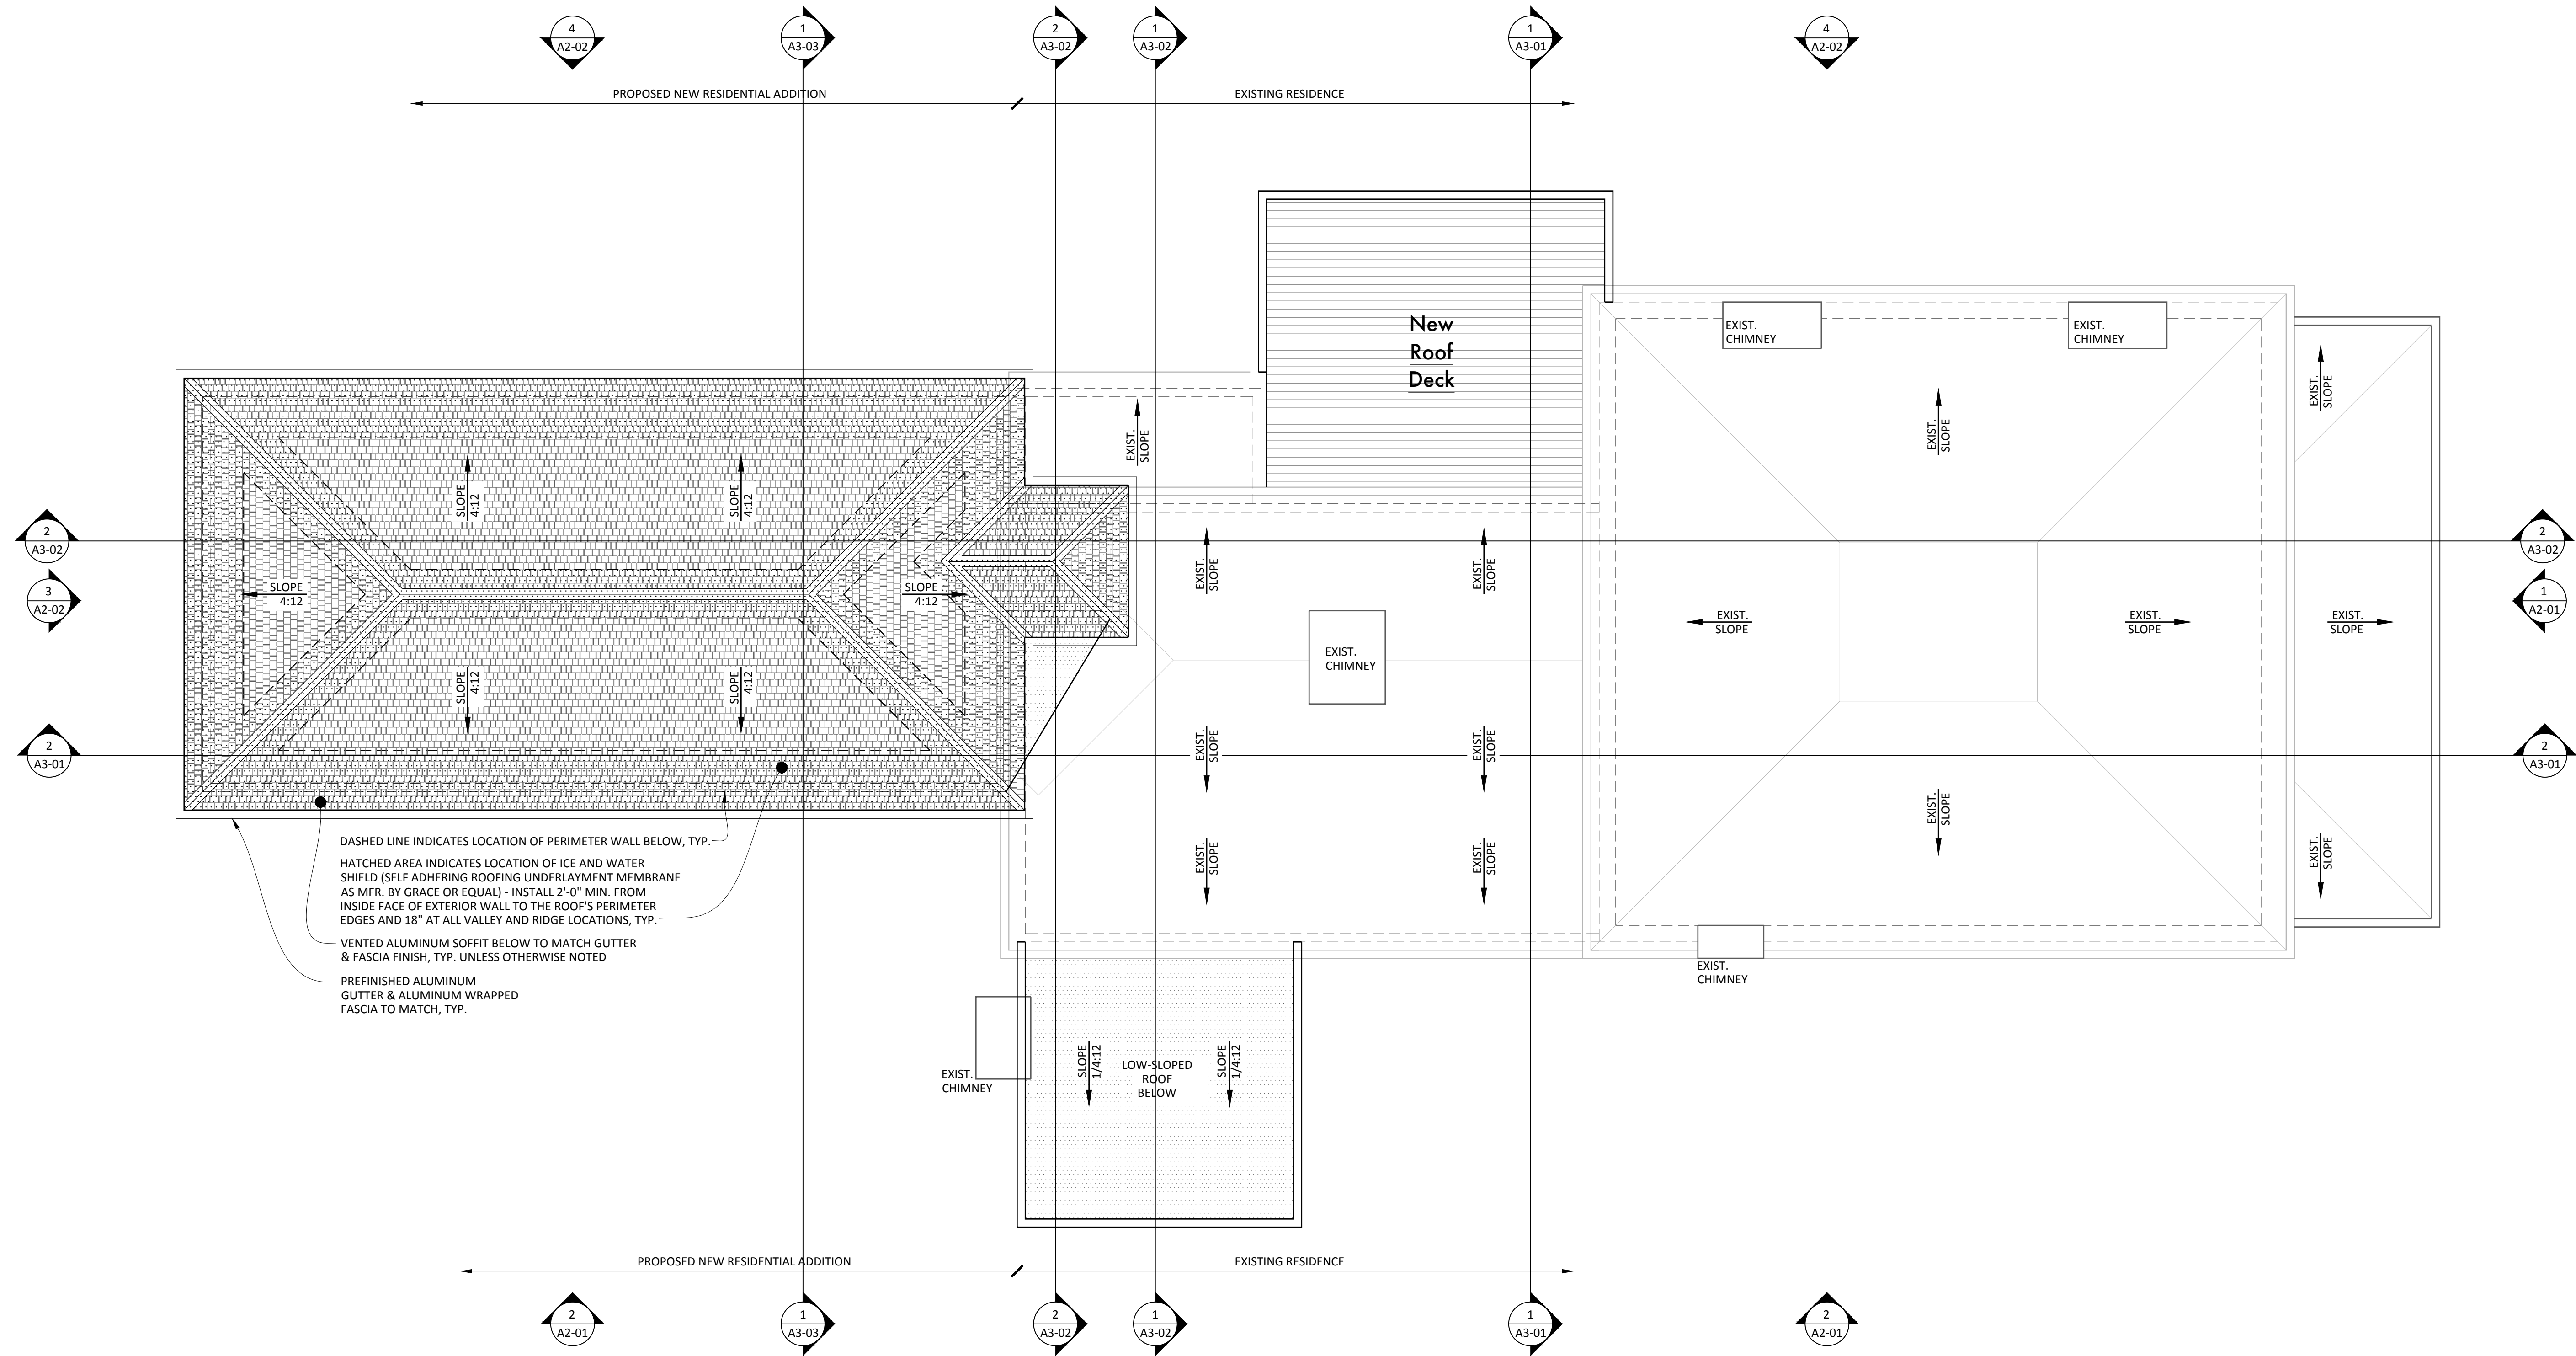 4
A2-02
1
A3-03
2
A3-02
1
A3-02
1
A3-01
4
A2-02
PROPOSED NEW RESIDENTIAL ADDITION
EXISTING RESIDENCE
New
Roof
Deck
EXIST.
CHIMNEY
EXIST.
CHIMNEY
EXIST.
SLOPE
EXIST.
SLOPE
EXIST.
SLOPE
SLOPE
4:12
SLOPE
4:12
2
A3-02
2
A3-02
EXIST.
SLOPE
EXIST.
SLOPE
3
A2-02
SLOPE
4:12
SLOPE
4:12
1
A2-01
EXIST.
SLOPE
EXIST.
SLOPE
EXIST.
SLOPE
EXIST.
CHIMNEY
SLOPE
4:12
SLOPE
4:12
2
A3-01
EXIST.
SLOPE
EXIST.
SLOPE
2
A3-01
EXIST.
SLOPE
EXIST.
SLOPE
EXIST.
SLOPE
EXIST.
SLOPE
DASHED LINE INDICATES LOCATION OF PERIMETER WALL BELOW, TYP.
HATCHED AREA INDICATES LOCATION OF ICE AND WATER
SHIELD (SELF ADHERING ROOFING UNDERLAYMENT MEMBRANE
AS MFR. BY GRACE OR EQUAL) - INSTALL 2'-0" MIN. FROM
INSIDE FACE OF EXTERIOR WALL TO THE ROOF'S PERIMETER
EDGES AND 18" AT ALL VALLEY AND RIDGE LOCATIONS, TYP.
VENTED ALUMINUM SOFFIT BELOW TO MATCH GUTTER
& FASCIA FINISH, TYP. UNLESS OTHERWISE NOTED
PREFINISHED ALUMINUM
GUTTER & ALUMINUM WRAPPED
FASCIA TO MATCH, TYP.
EXIST.
CHIMNEY
EXIST.
CHIMNEY
SLOPE
1/4:12
LOW-SLOPED
ROOF
BELOW
SLOPE
1/4:12
PROPOSED NEW RESIDENTIAL ADDITION
EXISTING RESIDENCE
2
A2-01
1
A3-03
2
A3-02
1
A3-02
1
A3-01
2
A2-01